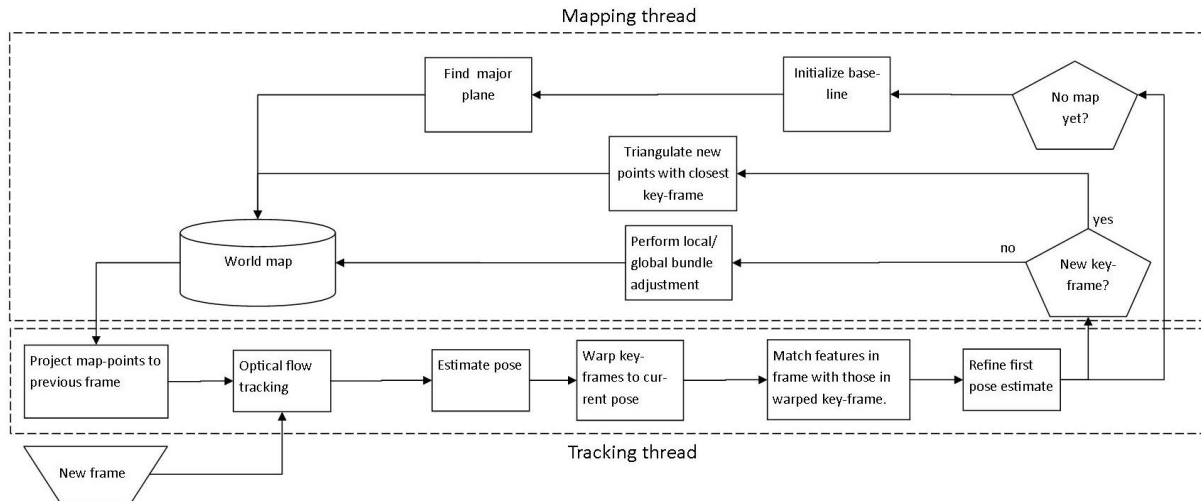 Mapping thread
Find major
plane
Initialize base-
line
No map
yet?
Triangulate new
points with closest
key-frame
yes
World map
Perform local/
global bundle
adjustment
no
New key-
frame?
Project map-points to
previous frame
Optical flow
tracking
Estimate pose
Warp key-
frames to cur-
rent pose
Match features in
frame with those in
warped key-frame.
Refine first
pose estimate
Tracking thread
New frame